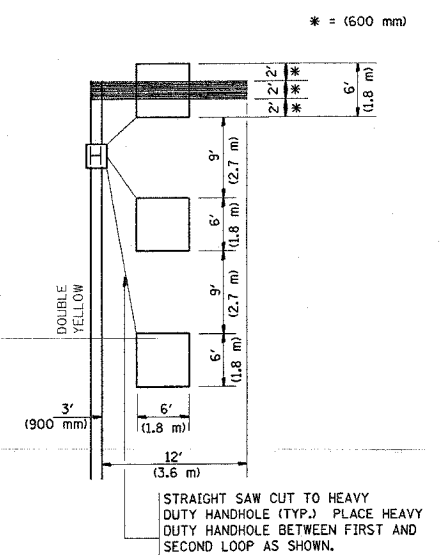 * = (600 mm)
2' *
2' *
2' *
6'
(1.8 m)
9'
(2.7 m)
H
6'
(1.8 m)
9'
(2.7 m)
DOUBLE
YELLOW
6'
(1.8 m)
3'
(900 mm)
6'
(1.8 m)
12'
(3.6 m)
STRAIGHT SAW CUT TO HEAVY
DUTY HANDHOLE (TYP.) PLACE HEAVY
DUTY HANDHOLE BETWEEN FIRST AND
SECOND LOOP AS SHOWN.